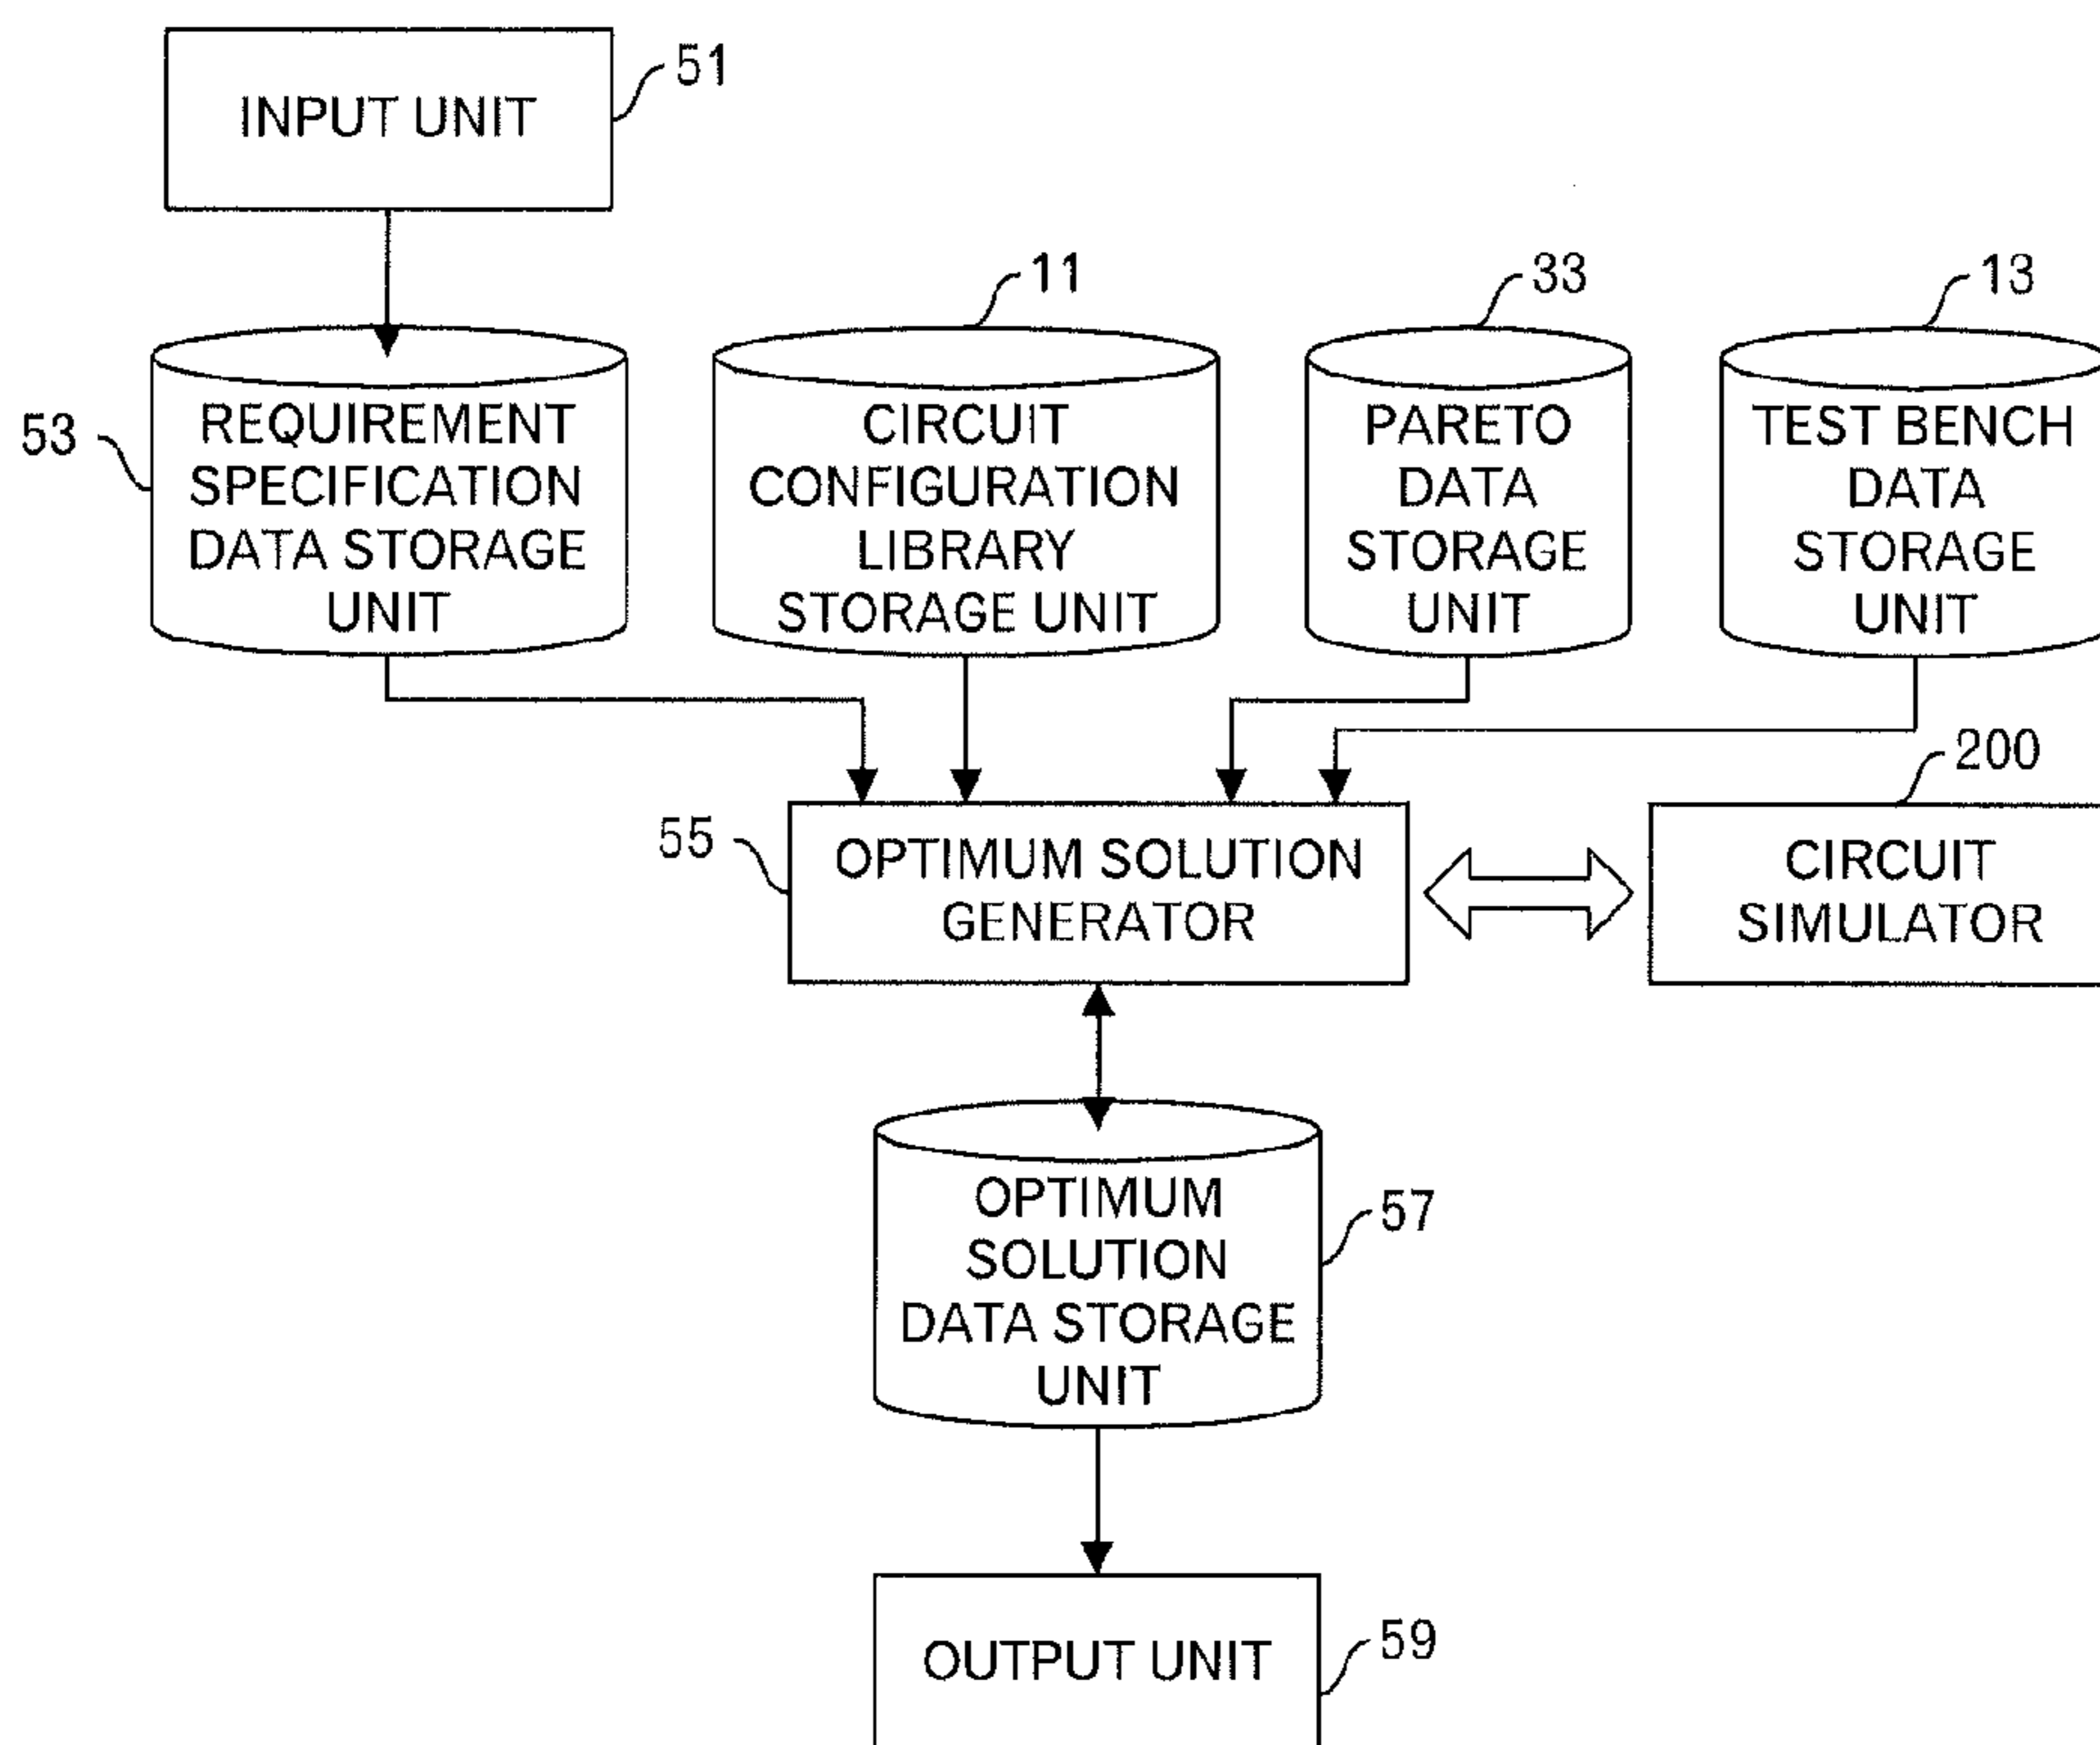 INPUT UNIT
51
11
33
13
53
REQUIREMENT
SPECIFICATION
DATA STORAGE
UNIT
CIRCUIT
CONFIGURATION
LIBRARY
STORAGE UNIT
PARETO
DATA
STORAGE
UNIT
TEST BENCH
DATA
STORAGE
UNIT
200
55
OPTIMUM SOLUTION
GENERATOR
CIRCUIT
SIMULATOR
OPTIMUM
SOLUTION
DATA STORAGE
UNIT
57
OUTPUT UNIT
59